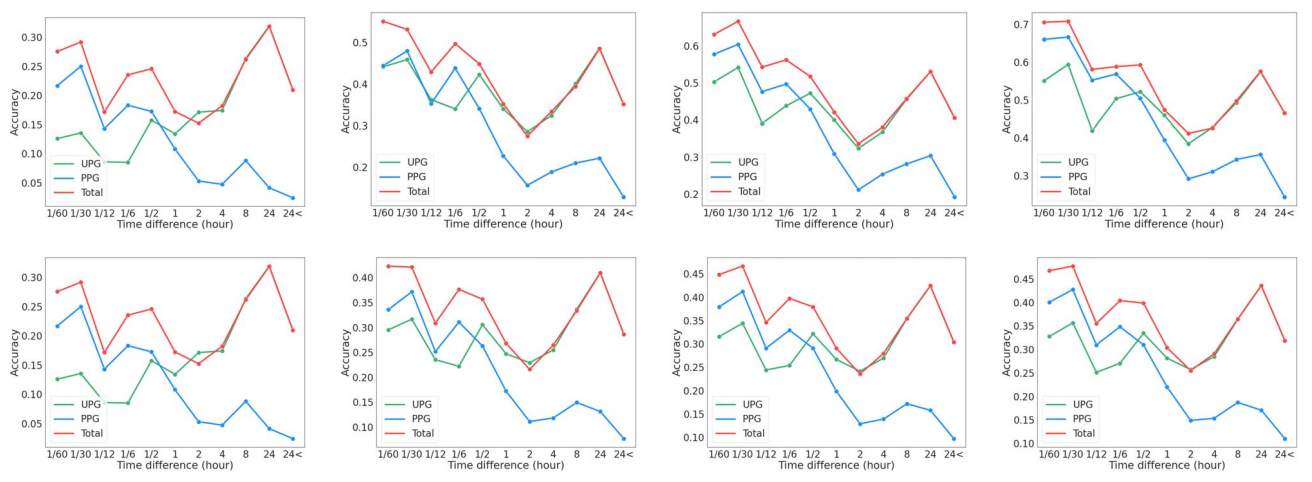 0.30
0.25
0.20
0.15
0.10
0.05
Accuracy
UPG
PPG
Total
1/60 1/30 1/12 1/6 1/2 1 2 4 8 24 24<
Time difference (hour)
0.5
0.4
0.3
0.2
Accuracy
UPG
PPG
Total
1/60 1/30 1/12 1/6 1/2 1 2 4 8 24 24<
Time difference (hour)
0.6
0.5
0.4
0.3
0.2
Accuracy
UPG
PPG
Total
1/60 1/30 1/12 1/6 1/2 1 2 4 8 24 24<
Time difference (hour)
0.7
0.6
0.5
0.4
0.3
Accuracy
UPG
PPG
Total
1/60 1/30 1/12 1/6 1/2 1 2 4 8 24 24<
Time difference (hour)
0.30
0.25
0.20
0.15
0.10
0.05
Accuracy
UPG
PPG
Total
1/60 1/30 1/12 1/6 1/2 1 2 4 8 24 24<
Time difference (hour)
0.40
0.35
0.30
0.25
0.20
0.15
0.10
Accuracy
UPG
PPG
Total
1/60 1/30 1/12 1/6 1/2 1 2 4 8 24 24<
Time difference (hour)
0.45
0.40
0.35
0.30
0.25
0.20
0.15
0.10
Accuracy
UPG
PPG
Total
1/60 1/30 1/12 1/6 1/2 1 2 4 8 24 24<
Time difference (hour)
0.45
0.40
0.35
0.30
0.25
0.20
0.15
0.10
Accuracy
UPG
PPG
Total
1/60 1/30 1/12 1/6 1/2 1 2 4 8 24 24<
Time difference (hour)